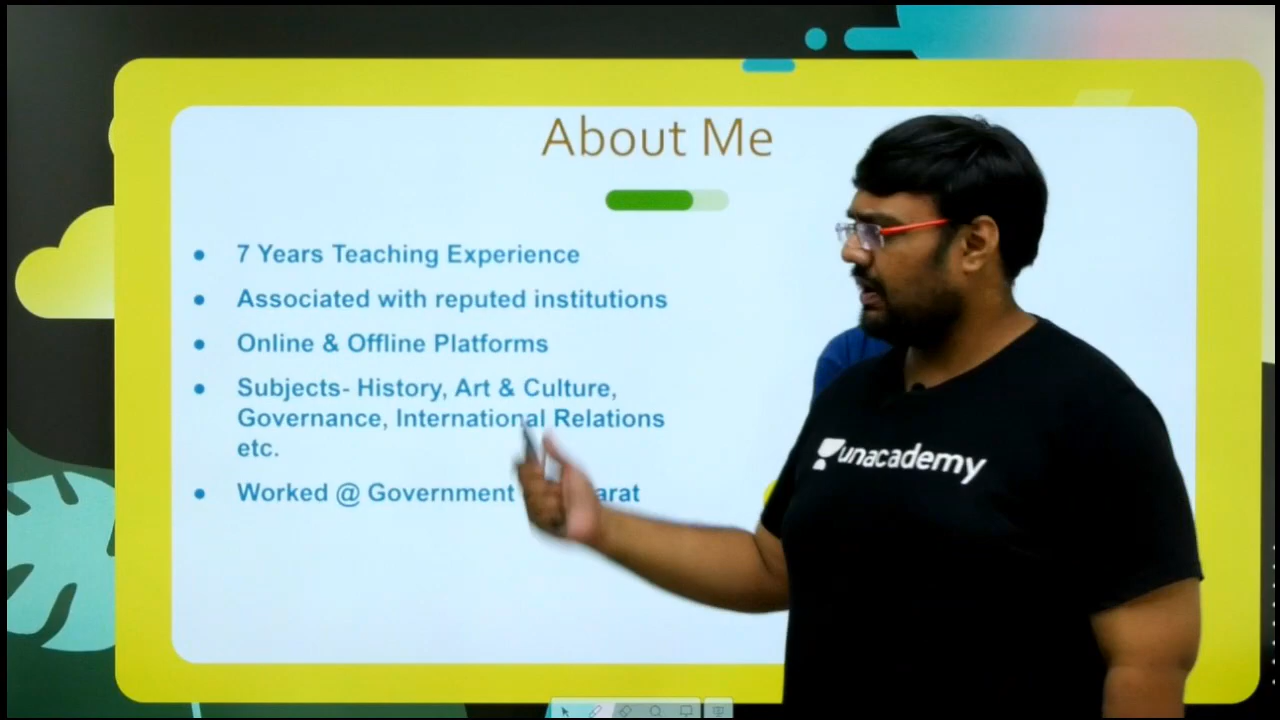 About Me
7 Years Teaching Experience
Associated with reputed institutions
Online & Offline Platforms
Subjects- History, Art & Culture,
Governance, International Relations
etc.
Worked @ Government arat
unacademy